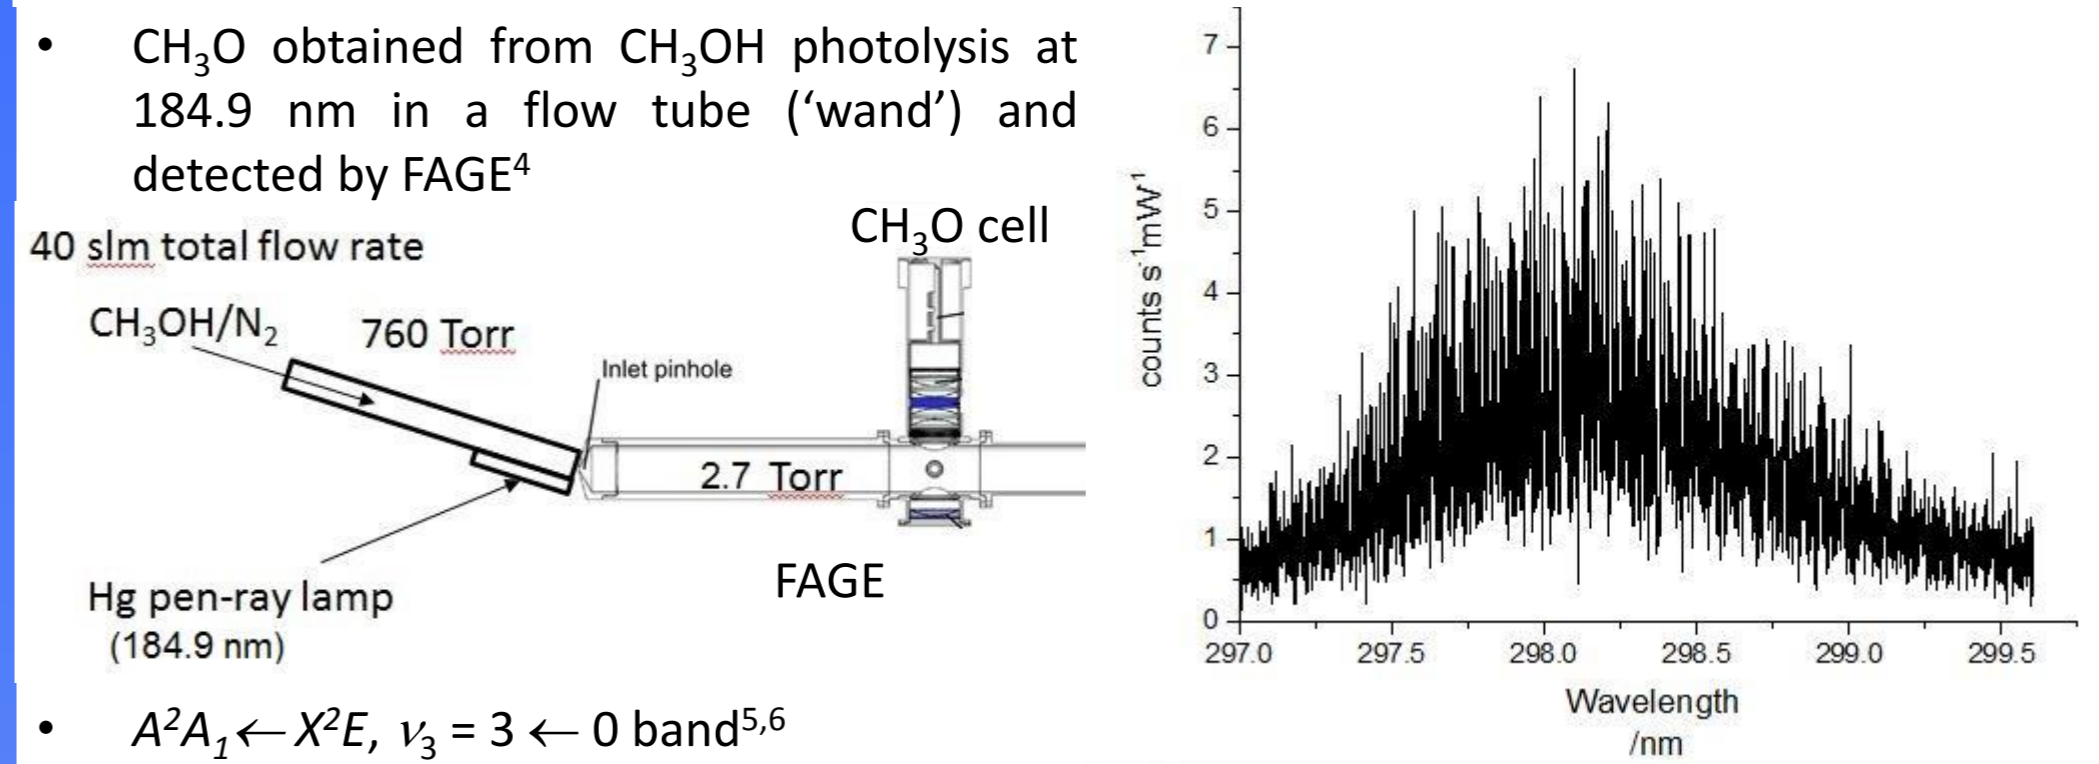 • CH₃O obtained from CH₃OH photolysis at
184.9 nm in a flow tube (‘wand’) and
detected by FAGE⁴
40 slm total flow rate
CH₃O cell
CH₃OH/N₂
760 Torr
Inlet pinhole
2.7 Torr
FAGE
Hg pen-ray lamp
(184.9 nm)
• A²A₁ ← X²E, ν₃ = 3 ← 0 band⁵,⁶
counts s⁻¹mW⁻¹
7
6
5
4
3
2
1
0
297.0 297.5 298.0 298.5 299.0 299.5
Wavelength
/nm